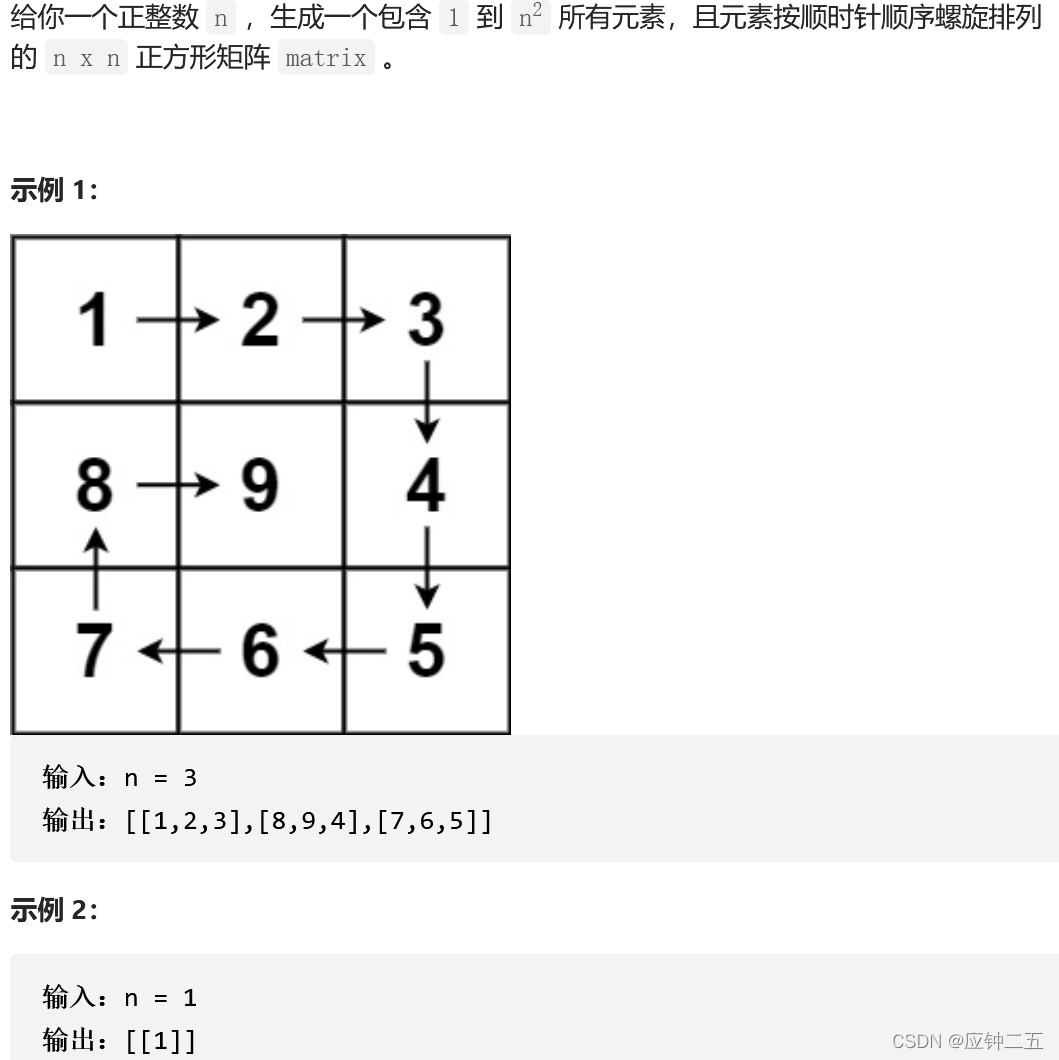 给你一个正整数 n ，生成一个包含 1 到 n² 所有元素，且元素按顺时针顺序螺旋排列
的 n x n 正方形矩阵 matrix 。
示例 1：
1 2 3
8 9 4
7 6 5
输入：n = 3
输出：[[1,2,3],[8,9,4],[7,6,5]]
示例 2：
输入：n = 1
输出：[[1]]
CSDN @应钟二五